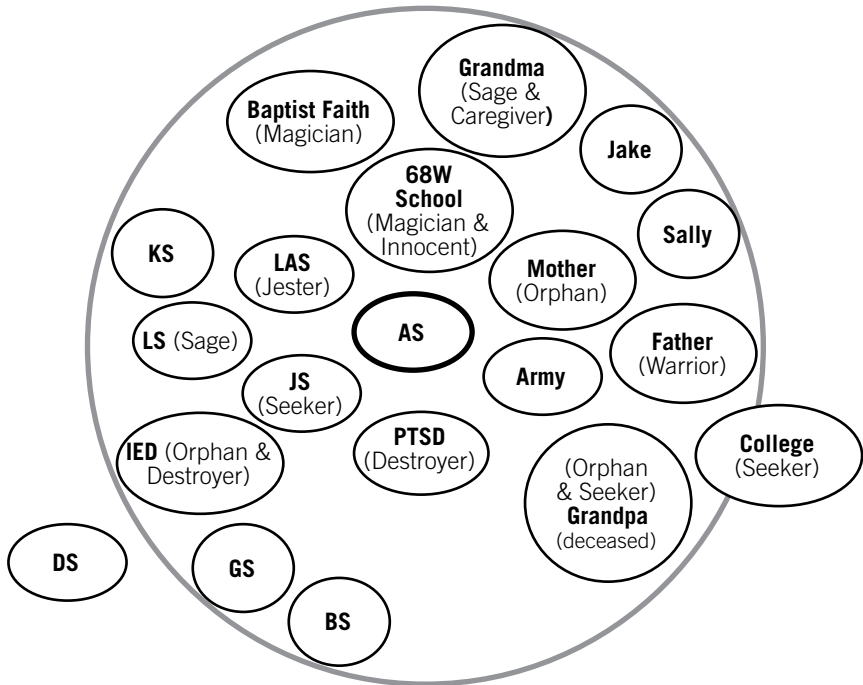 Grandma
(Sage &
Caregiver)
Baptist Faith
(Magician)
Jake
68W
School
(Magician &
Innocent)
Sally
KS
LAS
(Jester)
Mother
(Orphan)
AS
LS (Sage)
Father
(Warrior)
Army
JS
(Seeker)
IED (Orphan &
Destroyer)
PTSD
(Destroyer)
College
(Seeker)
(Orphan
& Seeker)
Grandpa
(deceased)
DS
GS
BS